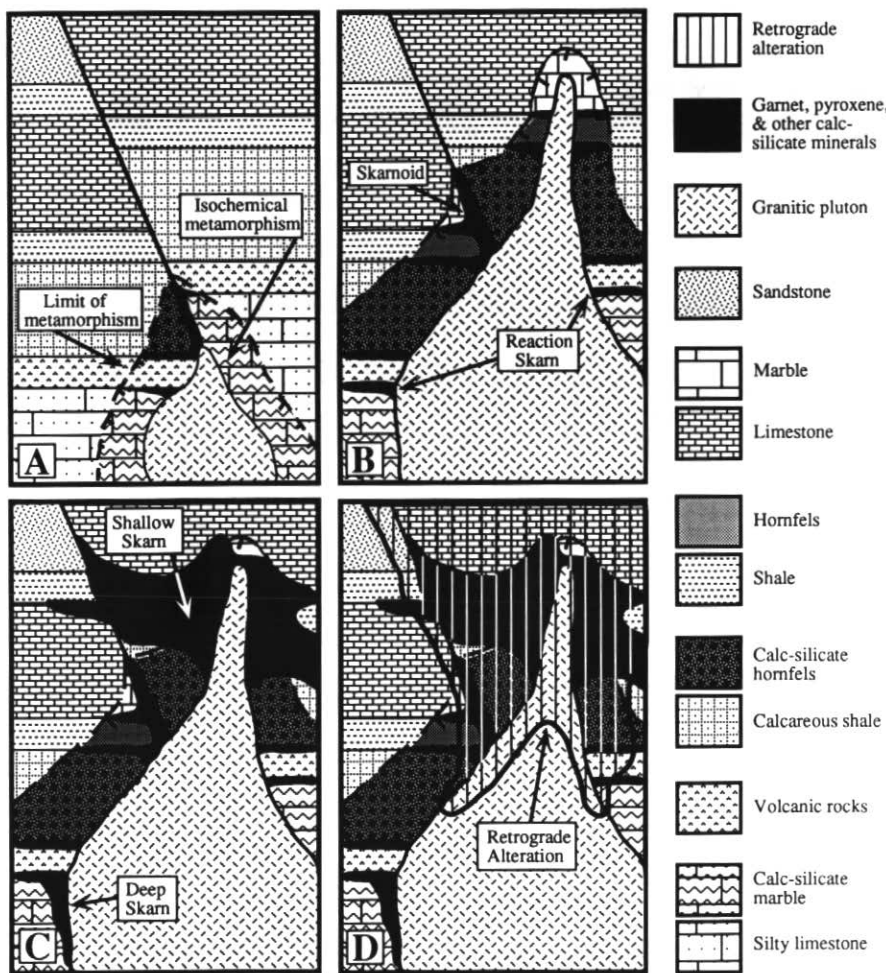 Isochemical
metamorphism
Limit of
metamorphism
A
Skarnoid
Reaction
Skarn
B
Shallow
Skarn
Deep
Skarn
C
Retrograde
Alteration
D
Retrograde
alteration
Garnet, pyroxene,
& other calc-
silicate minerals
Granitic pluton
Sandstone
Marble
Limestone
Hornfels
Shale
Calc-silicate
hornfels
Calcareous shale
Volcanic rocks
Calc-silicate
marble
Silty limestone